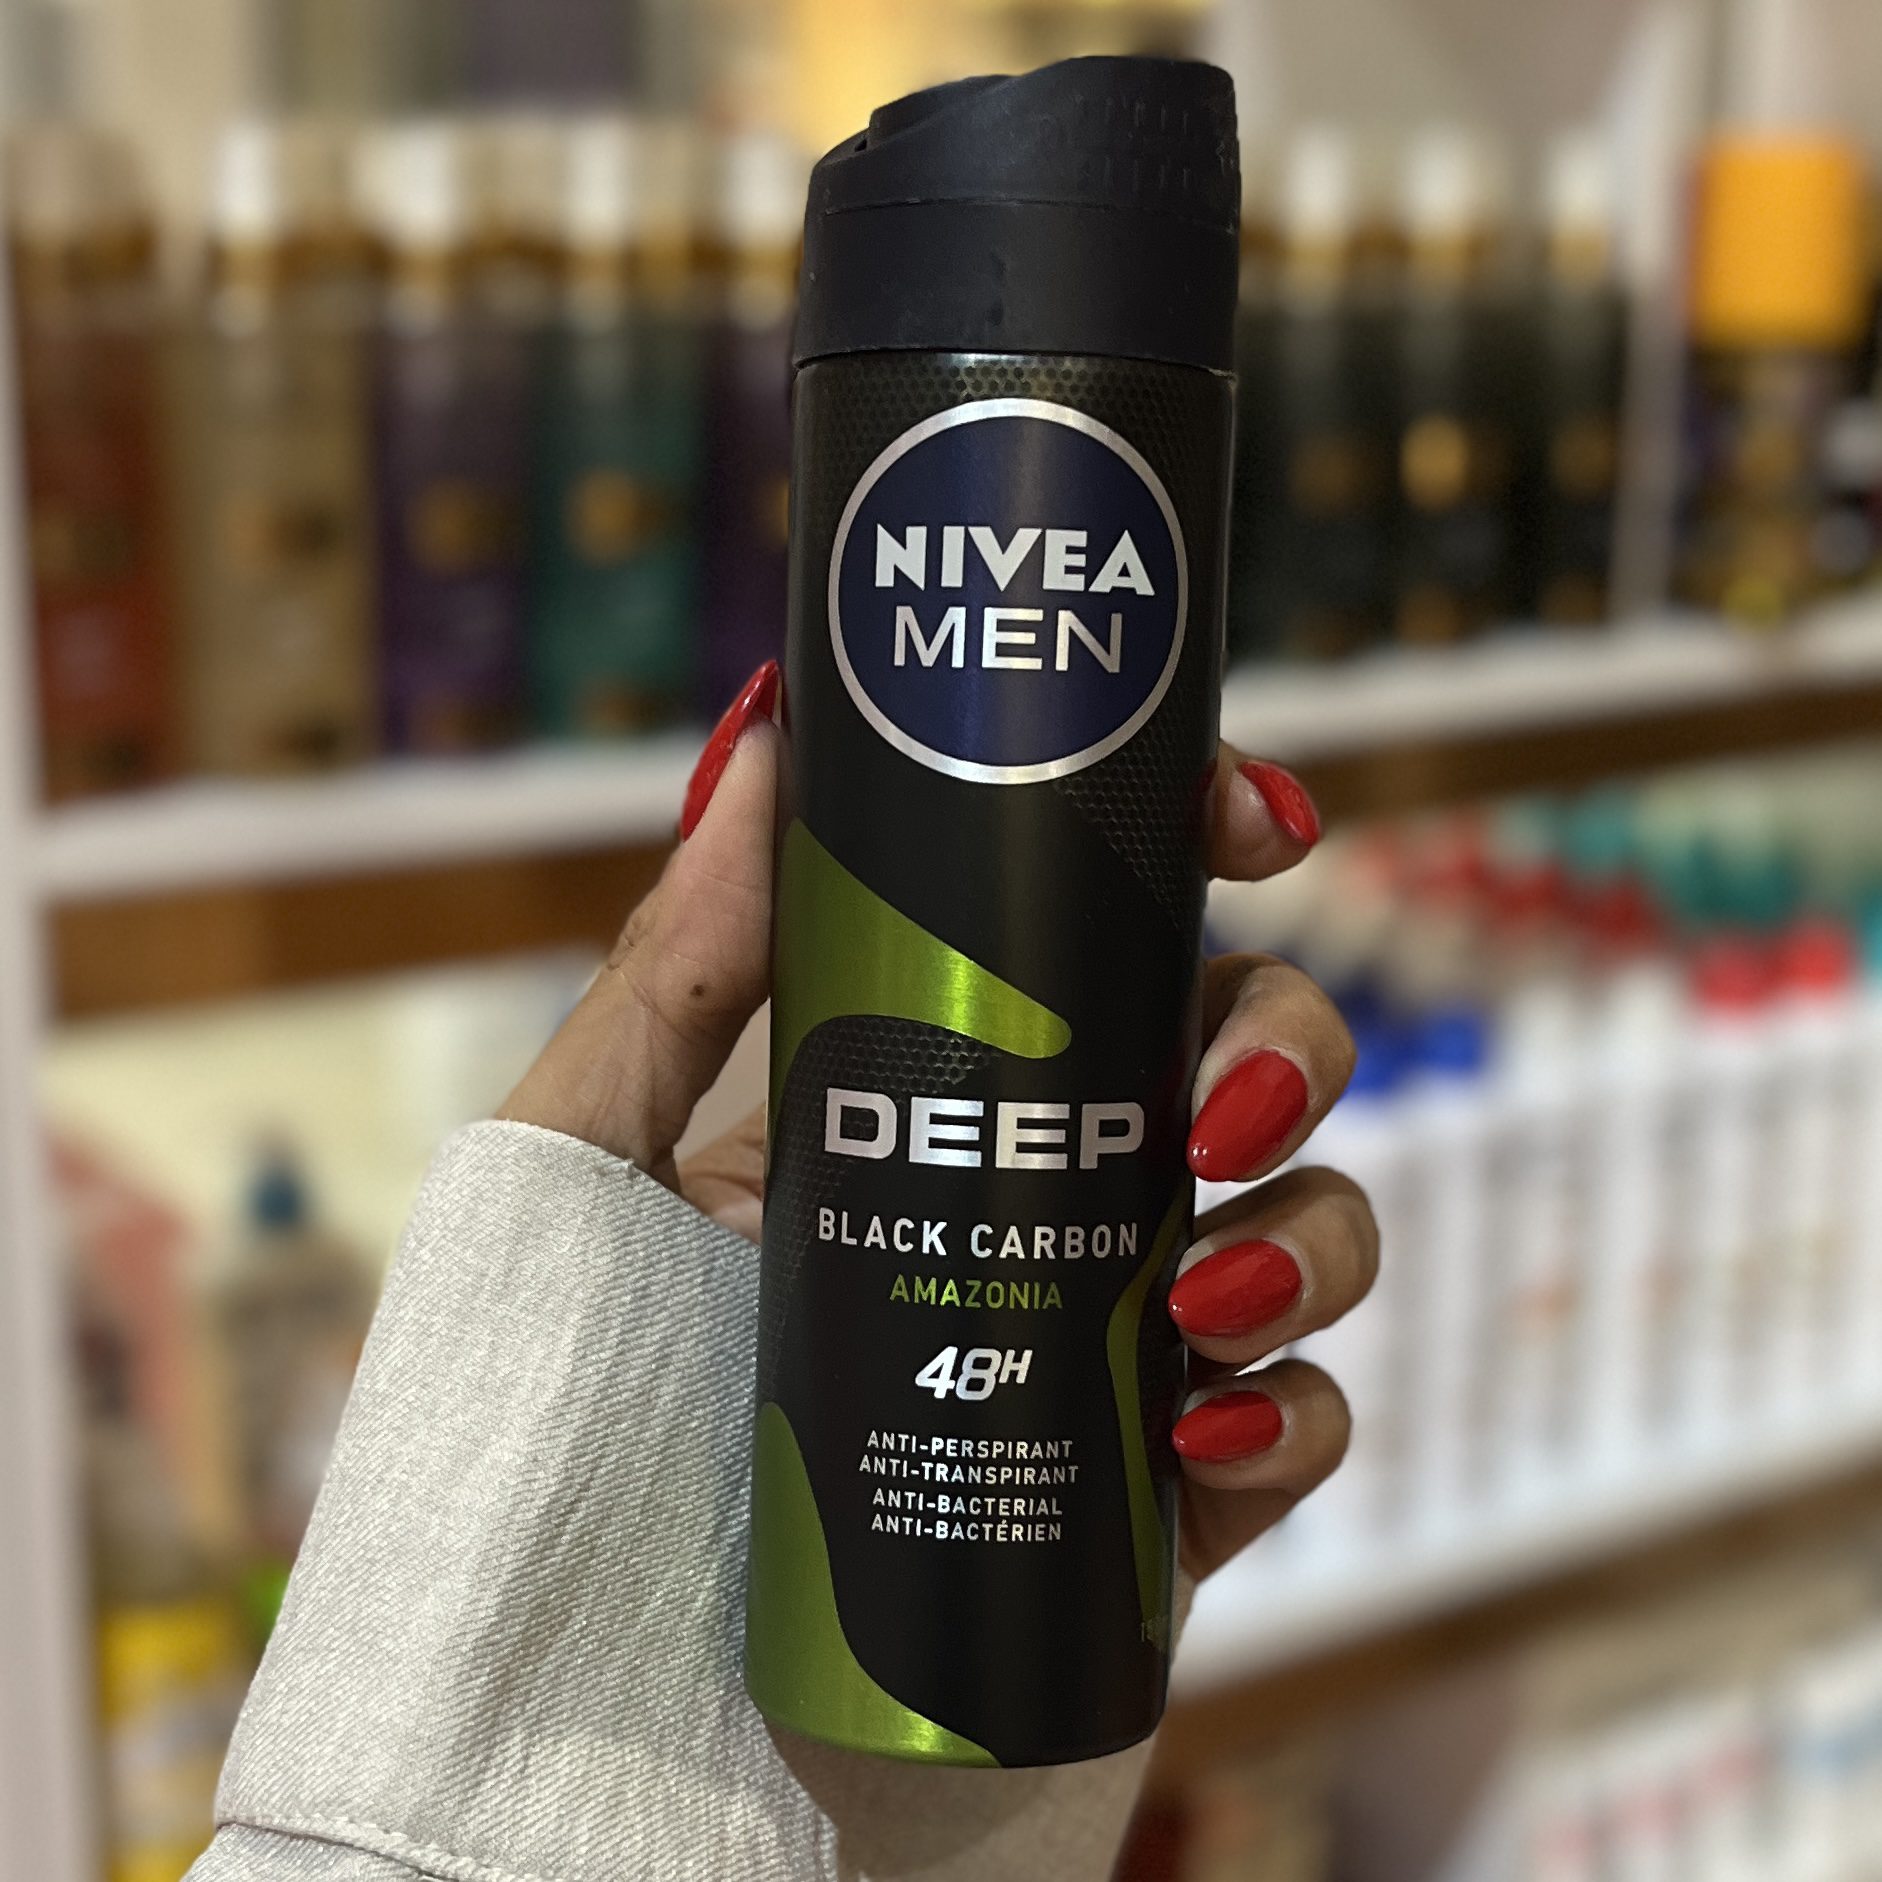 NIVEA
MEN
DEEP
BLACK CARBON
AMAZONIA
48H
ANTI-PERSPIRANT
ANTI-TRANSPIRANT
ANTI-BACTERIAL
ANTI-BACTÉRIEN